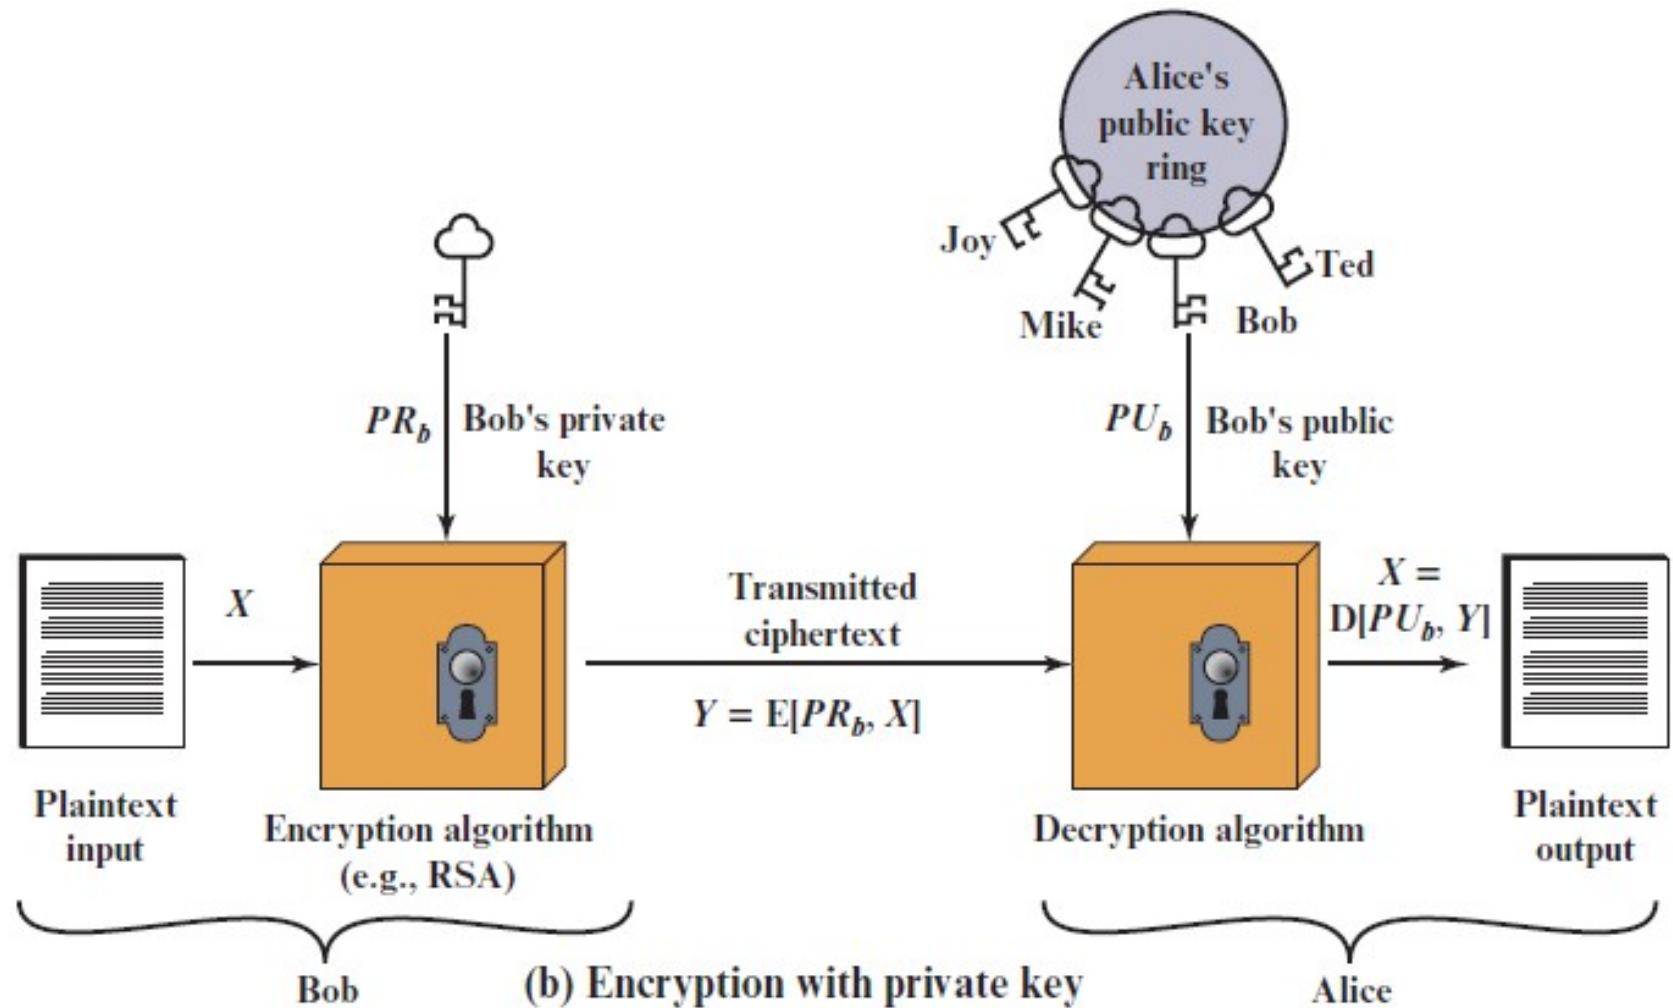 Alice's
public key
ring
Joy
Mike
Bob
Ted
PR_b
Bob's private
key
PU_b
Bob's public
key
X
Transmitted
ciphertext
Y = E[PR_b, X]
X =
D[PU_b, Y]
Plaintext
input
Encryption algorithm
(e.g., RSA)
Decryption algorithm
Plaintext
output
Bob
(b) Encryption with private key
Alice